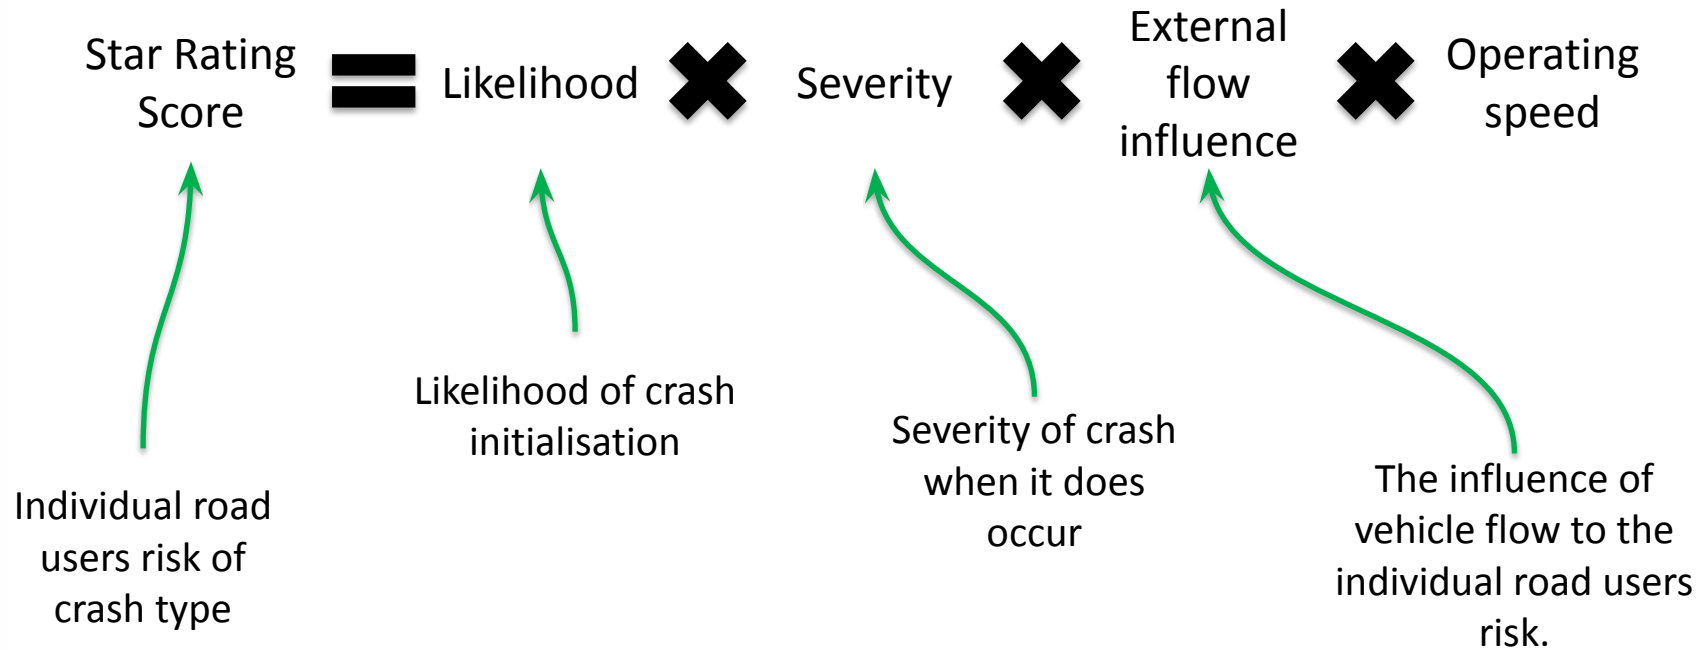 Star Rating
Score
Likelihood
Severity
External
flow
influence
Operating
speed
Individual road
users risk of
crash type
Likelihood of crash
initialisation
Severity of crash
when it does
occur
The influence of
vehicle flow to the
individual road users
risk.